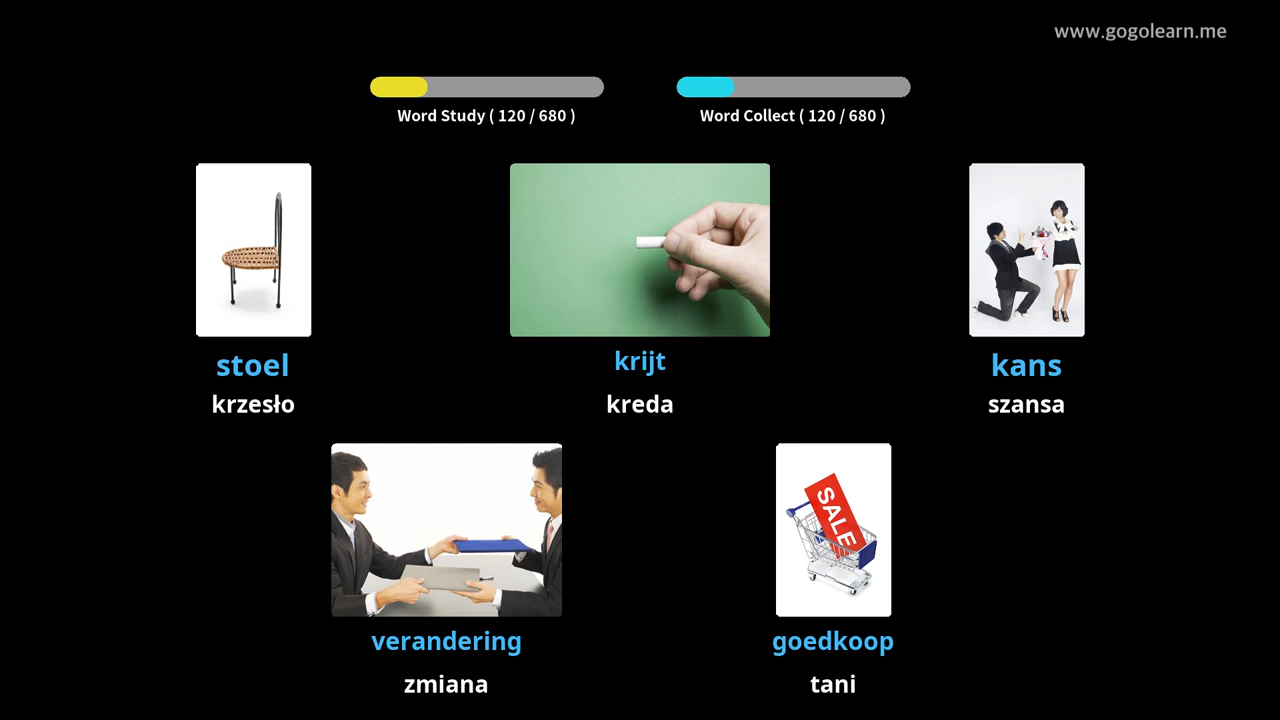 www.gogolearn.me
Word Study ( 120 / 680 )
Word Collect ( 120 / 680 )
stoel
krijt
kans
krzesło
kreda
szansa
SALE
verandering
goedkoop
zmiana
tani